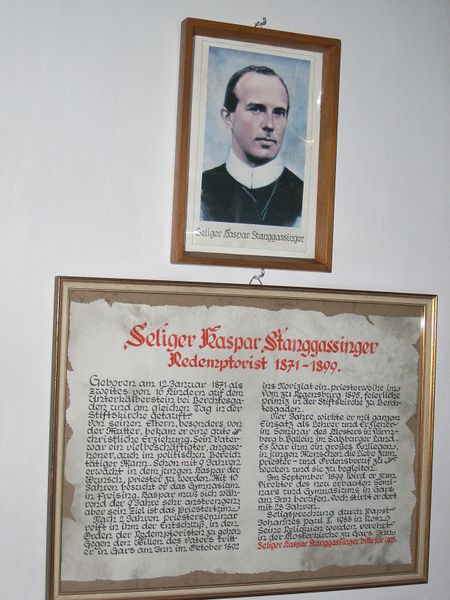 Seliger Kaspar Stanggassinger
Seliger Kaspar Stanggassinger
Redemptorist 1871-1899.
Geboren am 12. Januar 1871 als
zweites von 16 Kindern auf dem
Unterkälberstein bei Berchtesga-
den und am gleichen Tag in der
Stiftskirche getauft
Von seinen Eltern, besonders von
der Mutter, bekam er eine gute
christliche Erziehung. Sein Vater
war ein vielbeschäftigter, angese-
hener, auch im politischen Bereich
tätiger Mann. Schon mit 9 Jahren
erwacht in dem jungen Kaspar der
Wunsch, priester zu werden. Mit
Jahren besucht er das Gymnasium
in Freising. Kaspar muß sich wäh-
rend der 9 Jahre sehr anstrengen,
aber sein Ziel ist das Priestertum.
Nach 2 Jahren priesterseminar
reift in ihm der Entschluß, in den
Orden der Redemptoristen zu gehen
Gegen den Willen des Vaters tritt
er in Gars am Inn im Oktober 1892
ins Noviziat ein. priesterweihe im
Dom zu Regensburg 1895, feierliche
primiz in der Stiftskirche zu Berch-
tesgaden.
Vier Jahre wirkte er mit ganzem
Einsatz als Lehrer und Erzieher
im Seminar des Klosters in Dürrn-
berg b. Hallein im Salzburger Land.
Es war ihm ein großes Anliegen,
in jungen Menschen die Liebe zum
priester- und Ordensberuf zu
wecken und sie zu begleiten.
Im September 1899 wird er zum
Direktor des neu erbauten Semi-
nars und Gymnasiums in Gars
am Inn berufen. Doch stirbt er dort
mit 28 Jahren.
Seligsprechung durch Papst
Johannes Paul II. 1988 in Rom.
Seine Reliquien werden verehrt
in der Klosterkirche zu Gars Inn.
Seliger Kaspar Stanggassinger bitte für uns.